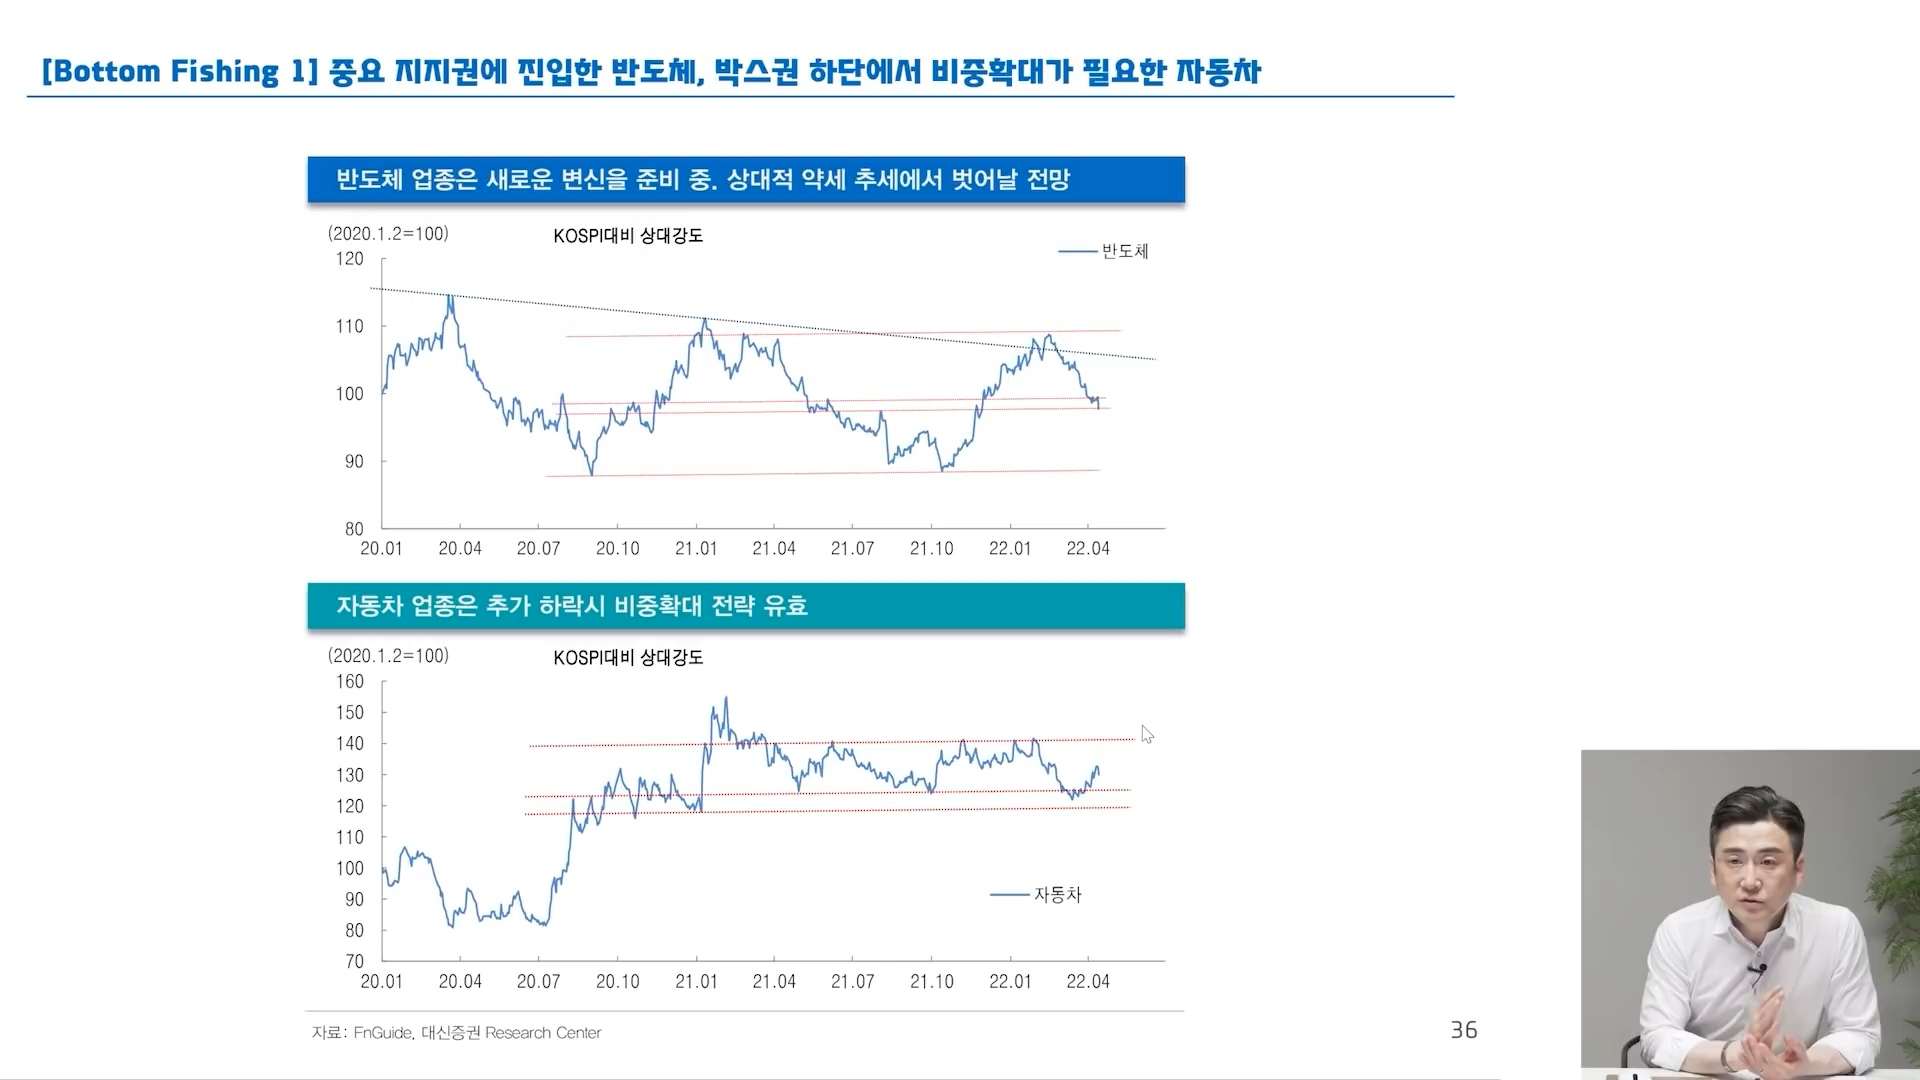 [Bottom Fishing 1] 중요 지지권에 진입한 반도체, 박스권 하단에서 비중확대가 필요한 자동차
반도체 업종은 새로운 변신을 준비 중. 상대적 약세 추세에서 벗어날 전망
(2020.1.2=100)
KOSPI대비 상대강도
반도체
120
110
100
90
80
20.01 20.04 20.07 20.10 21.01 21.04 21.07 21.10 22.01 22.04
자동차 업종은 추가 하락시 비중확대 전략 유효
(2020.1.2=100)
KOSPI대비 상대강도
160
150
140
130
120
110
100
90
80
70
자동차
20.01 20.04 20.07 20.10 21.01 21.04 21.07 21.10 22.01 22.04
자료: FnGuide, 대신증권 Research Center
36